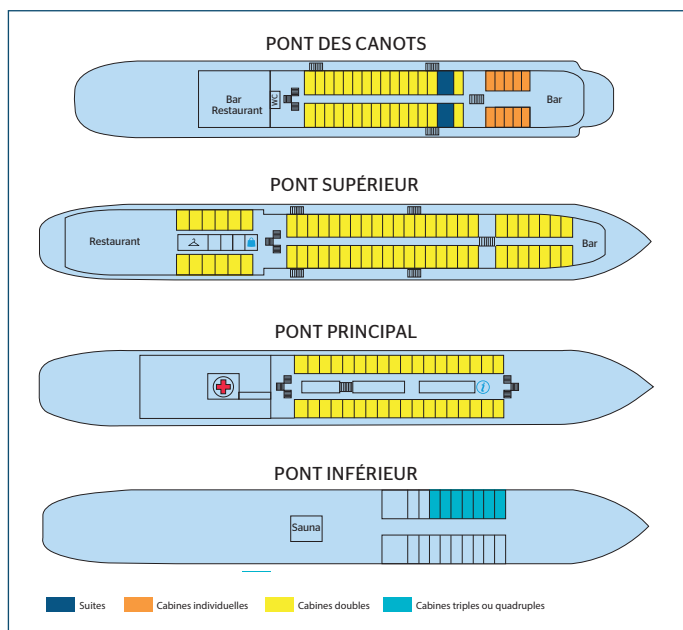 PONT DES CANOTS
Bar
Restaurant
WC
Bar
PONT SUPÉRIEUR
Restaurant
Bar
PONT PRINCIPAL
i
PONT INFÉRIEUR
Sauna
Suites
Cabines individuelles
Cabines doubles
Cabines triples ou quadruples